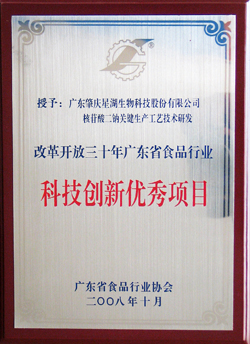 授予：广东肇庆星湖生物科技股份有限公司
核苷酸二钠关键生产工艺技术研发
改革开放三十年广东省食品行业
科技创新优秀项目
广东省食品行业协会
二〇〇八年十月